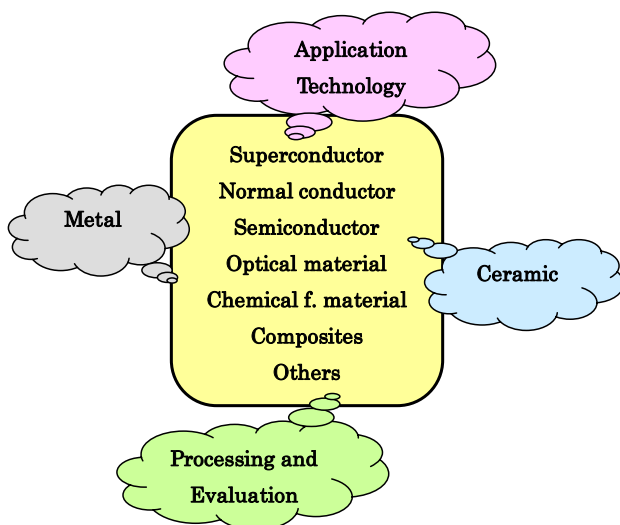 Application
Technology
Superconductor
Normal conductor
Metal
Semiconductor
Optical material
Ceramic
Chemical f. material
Composites
Others
Processing and
Evaluation